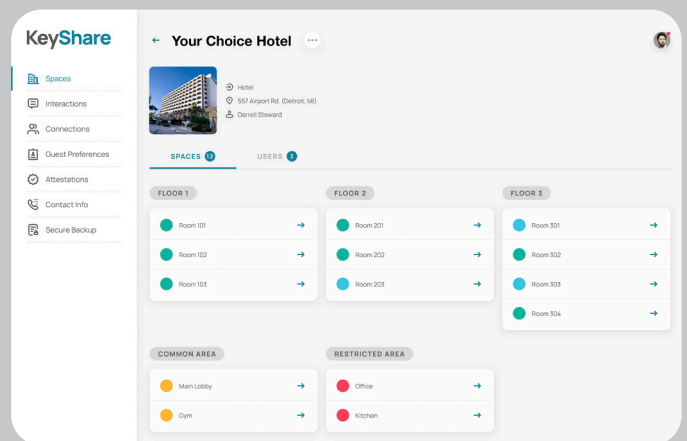 KeyShare
Spaces
Interactions
Connections
Guest Preferences
Attestations
Contact Info
Secure Backup
Your Choice Hotel
Hotel
557 Airport Rd. (Detroit, MI)
Darrell Steward
SPACES 12
USERS 3
FLOOR 1
Room 101
Room 102
Room 103
FLOOR 2
Room 201
Room 202
Room 203
FLOOR 3
Room 301
Room 302
Room 303
Room 304
COMMON AREA
Main Lobby
Gym
RESTRICTED AREA
Office
Kitchen